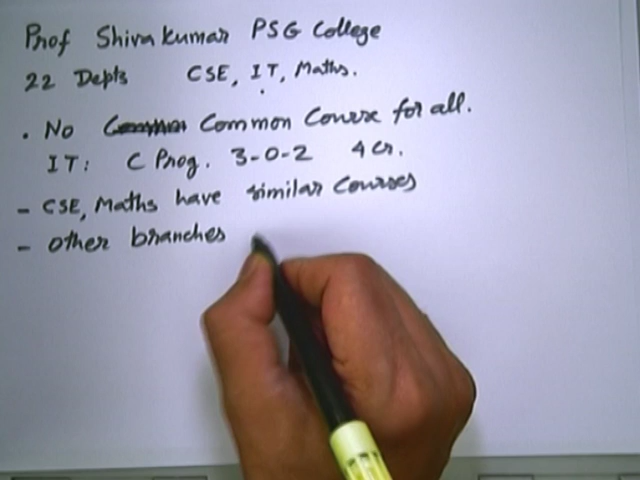 Prof Shivakumar PSG College
22 Depts CSE, IT, Maths.
. No Common Course for all.
IT: C Prog. 3-0-2 4 Cr.
- CSE, Maths have similar Courses
- Other branches